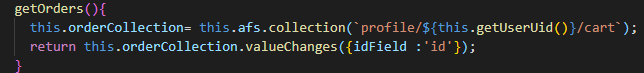 getOrders(){
this.orderCollection= this.afs.collection(`profile/${this.getUserUid()}/cart`);
return this.orderCollection.valueChanges({idField :'id'});
}